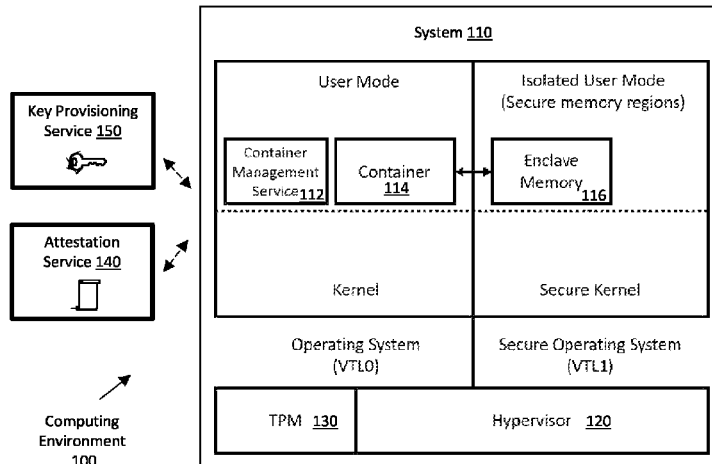 System 110
User Mode
Isolated User Mode
(Secure memory regions)
Key Provisioning
Service 150
Container
Management
Service 112
Container
114
Enclave
Memory
116
Attestation
Service 140
Kernel
Secure Kernel
Operating System
(VTL0)
Secure Operating System
(VTL1)
TPM 130
Hypervisor 120
Computing
Environment
100